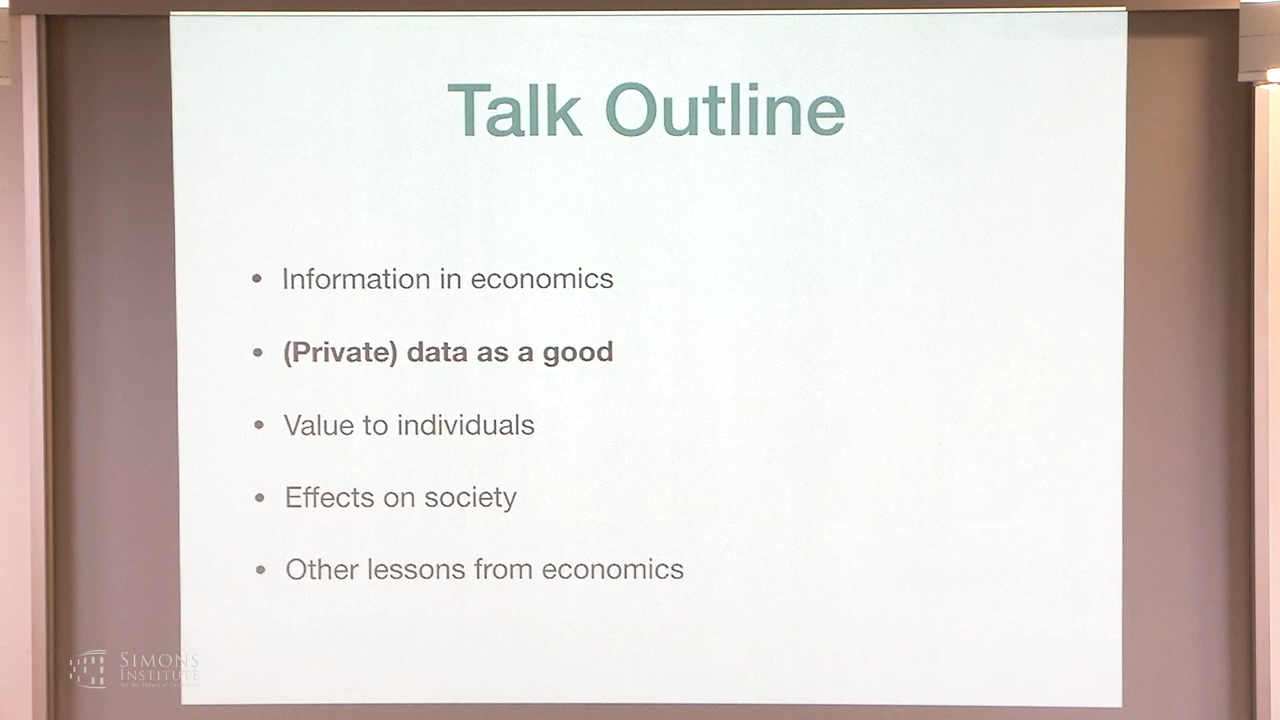 Talk Outline
• Information in economics
• (Private) data as a good
• Value to individuals
• Effects on society
• Other lessons from economics
SIMONS
INSTITUTE